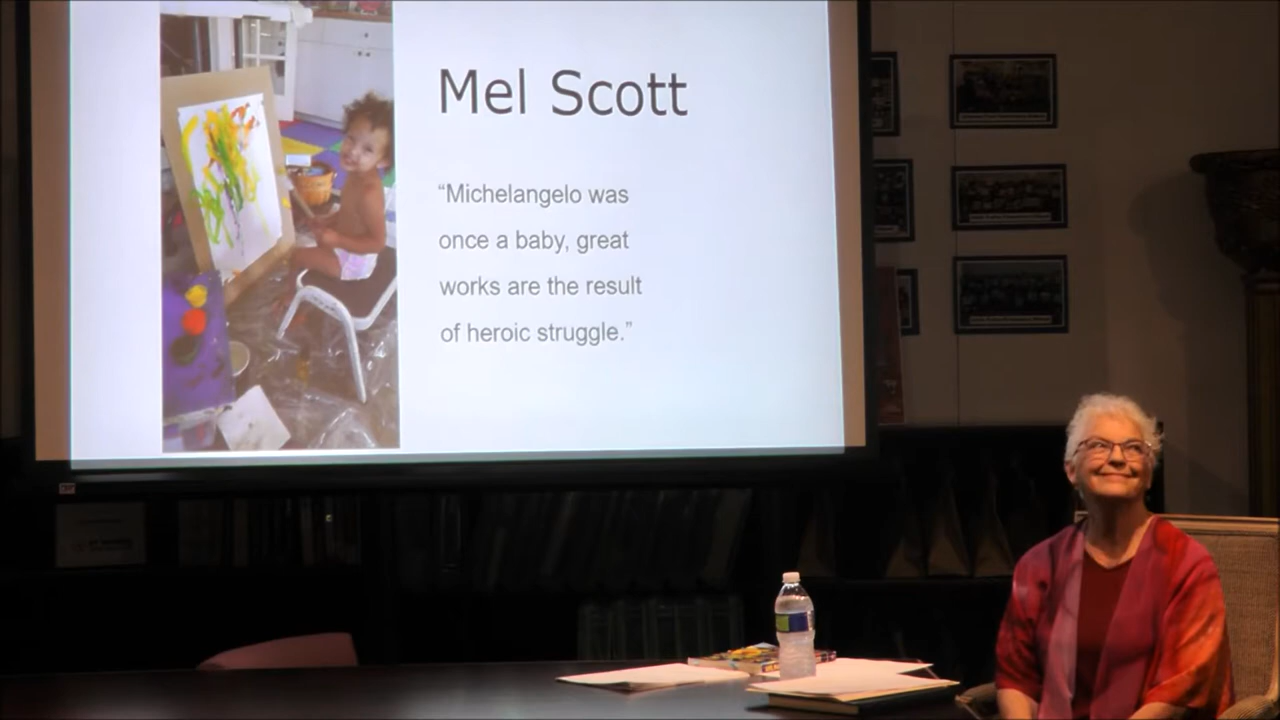 Mel Scott
“Michelangelo was
once a baby, great
works are the result
of heroic struggle.”